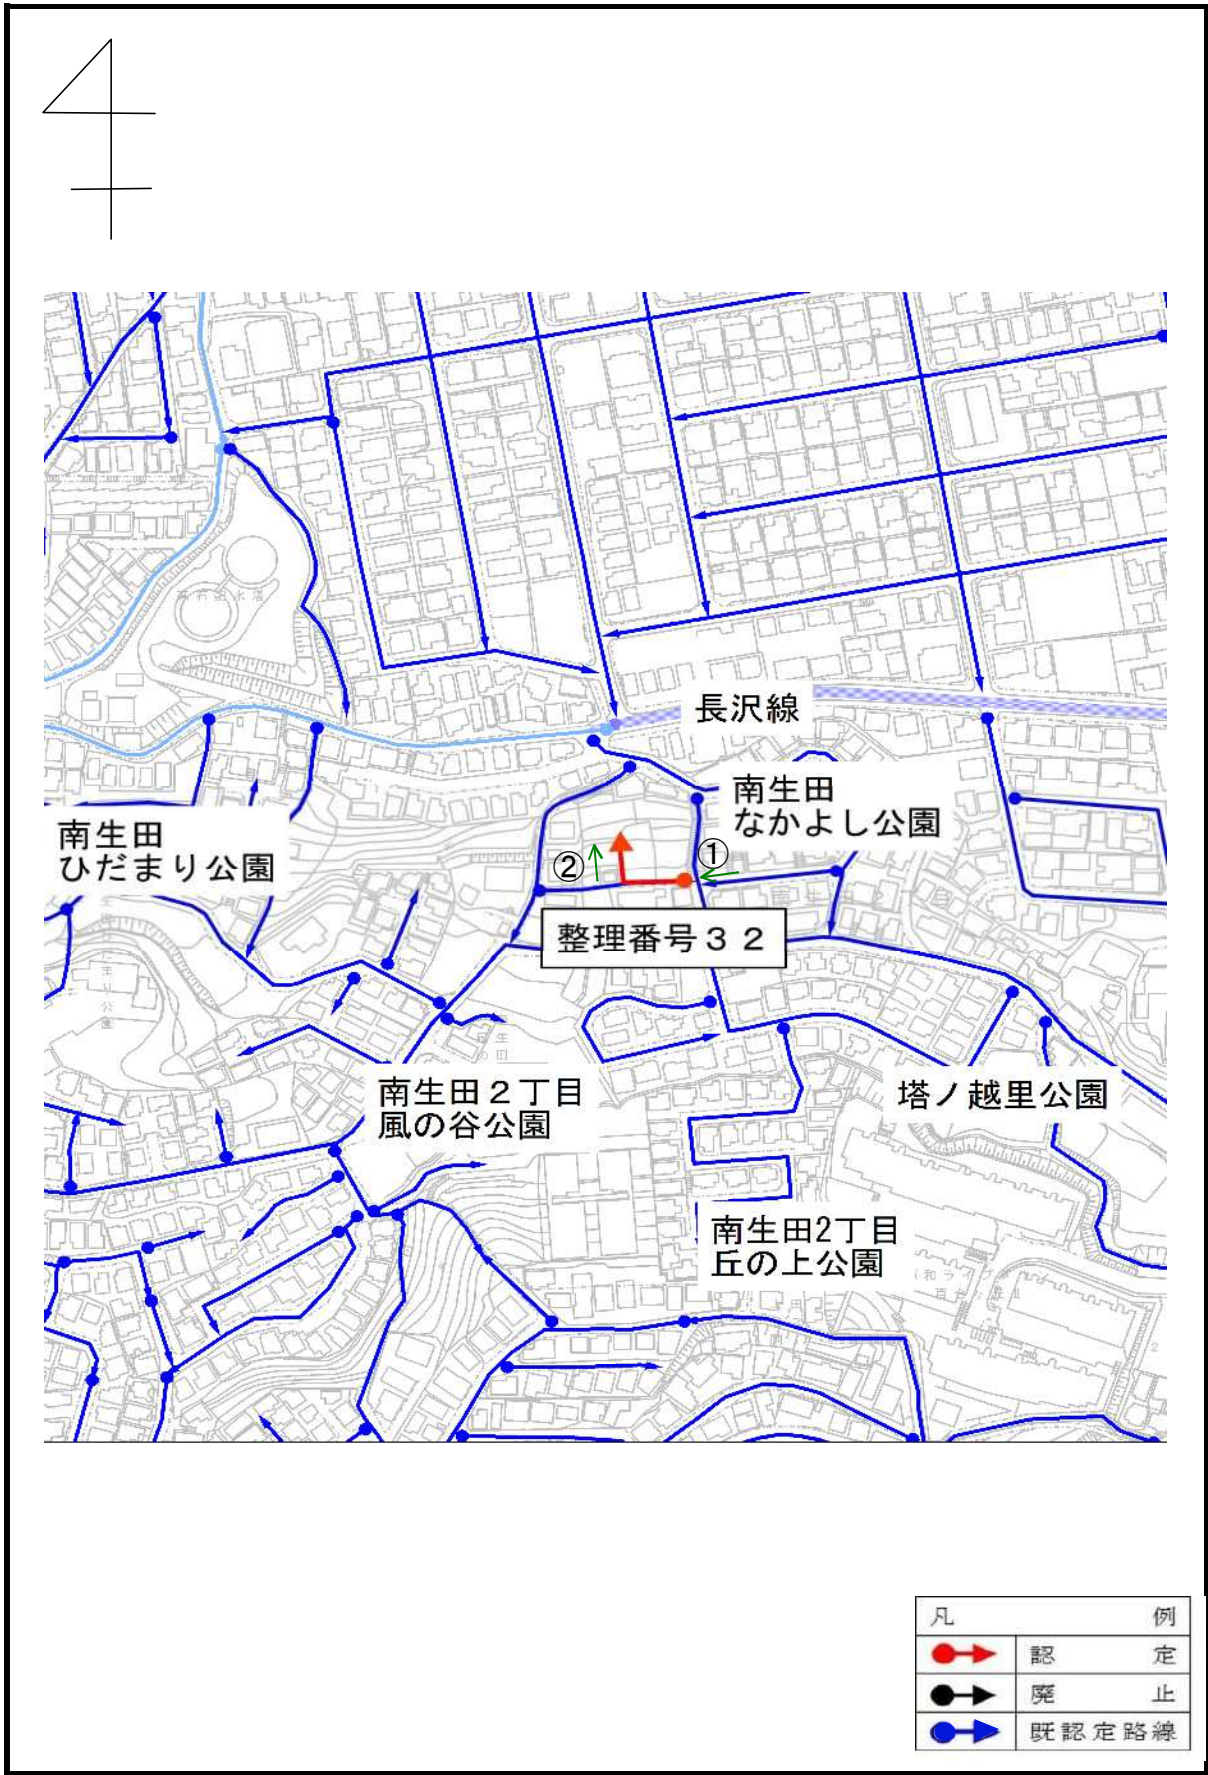 長沢線
南生田
なかよし公園
南生田
ひだまり公園
①
②
整理番号３２
南生田２丁目
風の谷公園
塔ノ越里公園
南生田2丁目
丘の上公園
凡例
認定
廃止
既認定路線